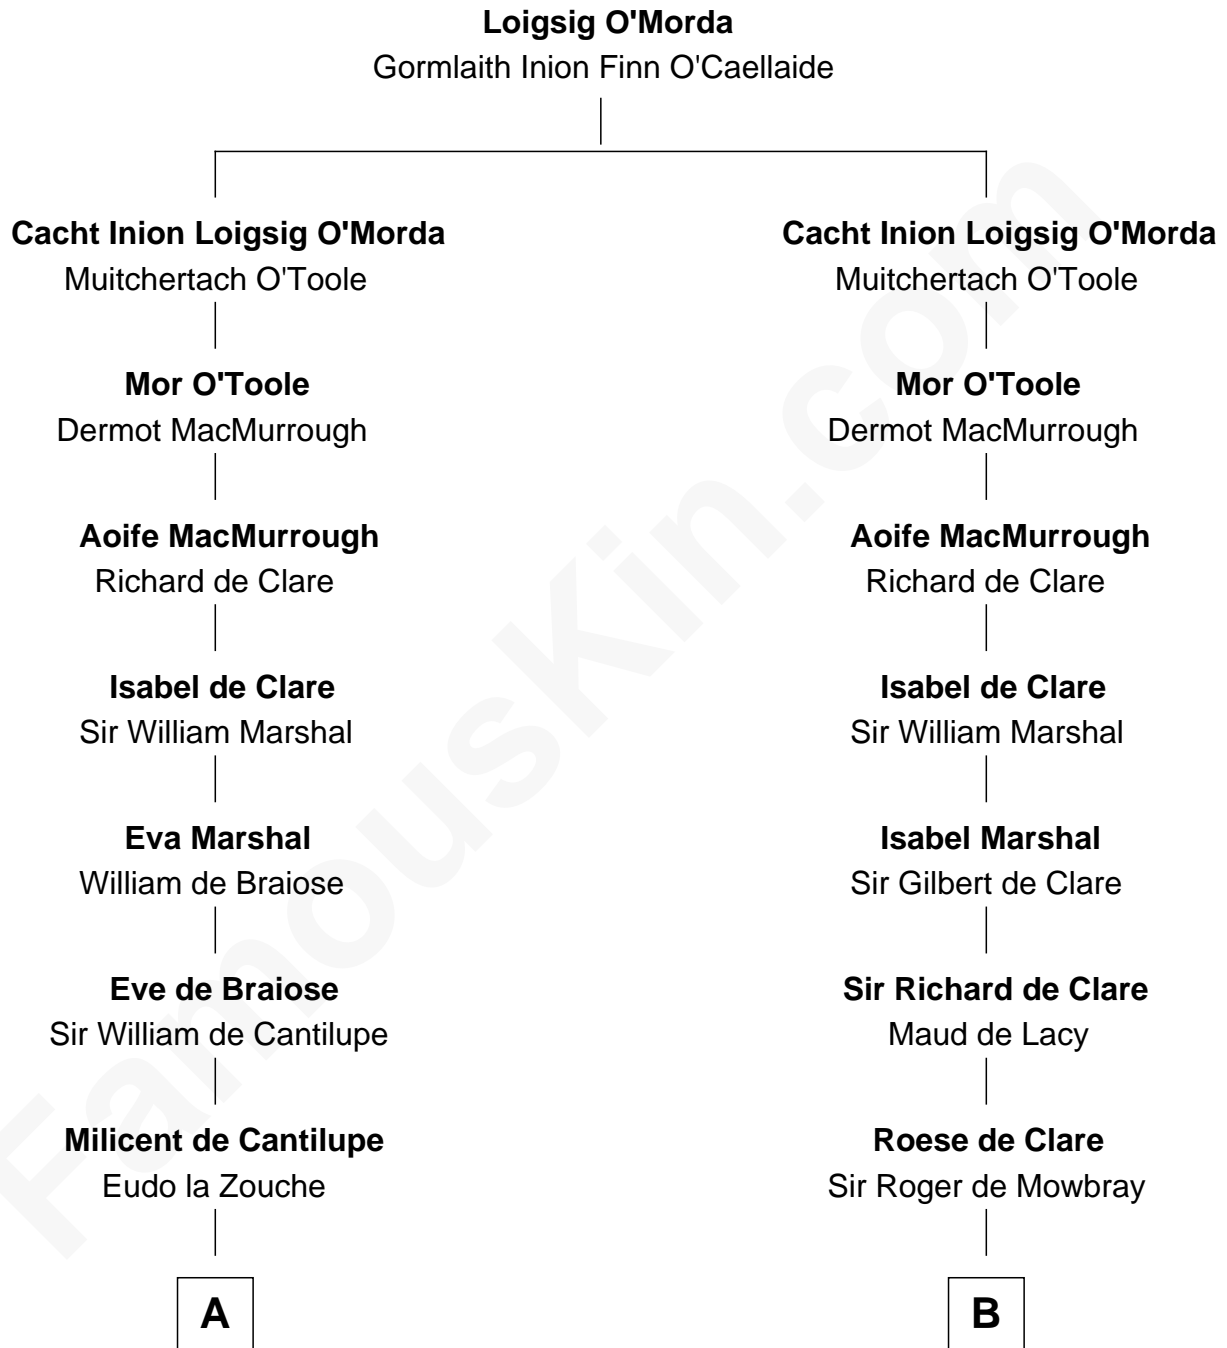 Loigsig O'Morda
Gormlaith Inion Finn O'Caellaide
Cacht Inion Loigsig O'Morda
Muitchertach O'Toole
Mor O'Toole
Dermot MacMurrough
Aoife MacMurrough
Richard de Clare
Isabel de Clare
Sir William Marshal
Eva Marshal
William de Braiose
Eve de Braiose
Sir William de Cantilupe
Milicent de Cantilupe
Eudo la Zouche
A
Cacht Inion Loigsig O'Morda
Muitchertach O'Toole
Mor O'Toole
Dermot MacMurrough
Aoife MacMurrough
Richard de Clare
Isabel de Clare
Sir William Marshal
Isabel Marshal
Sir Gilbert de Clare
Sir Richard de Clare
Maud de Lacy
Roese de Clare
Sir Roger de Mowbray
B
FamousKin.com